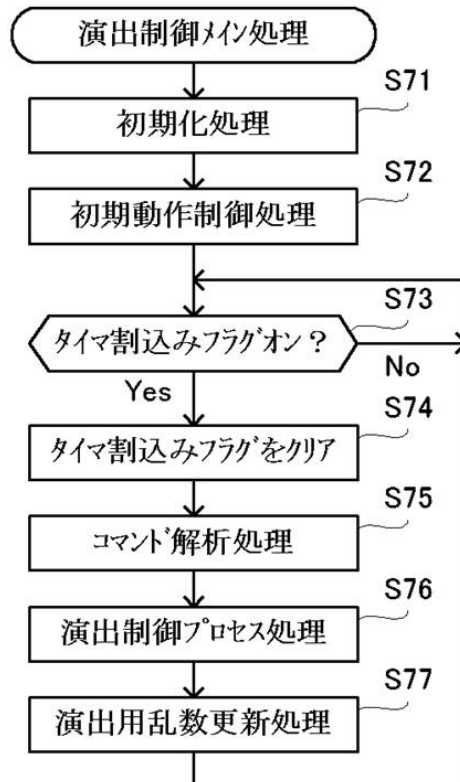 演出制御メイン処理
S71
初期化処理
S72
初期動作制御処理
S73
タイマ割込みフラグオン？
No
Yes
S74
タイマ割込みフラグをクリア
S75
コマンド解析処理
S76
演出制御プロセス処理
S77
演出用乱数更新処理